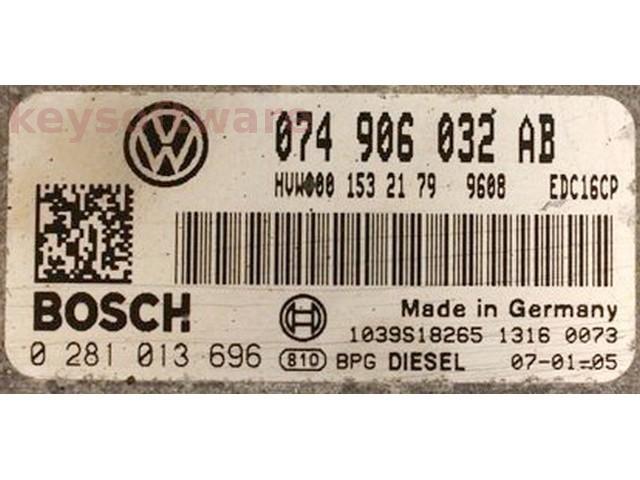 keysoftware
074 906 032 AB
HVW000 153 21 79 9608 EDC16CP
BOSCH
Made in Germany
1039S18265 1316 0073
0 281 013 696 810 BPG DIESEL 07-01-05